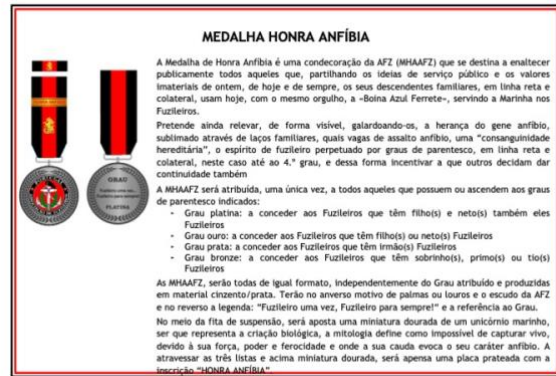 MEDALHA HONRA ANFÍBIA
A Medalha de Honra Anfíbia é uma condecoração da AFZ (MHAAFZ) que se destina a enaltecer
publicamente todos aqueles que, partilhando os ideias de serviço público e os valores
imateriais de ontem, de hoje e de sempre, os seus descendentes familiares, em linha reta e
colateral, usam hoje, com o mesmo orgulho, a «Boina Azul Ferrete», servindo a Marinha nos
Fuzileiros.
Pretende ainda relevar, de forma visível, galardoando-os, a herança do gene anfíbio,
sublimado através de laços familiares, quais vagas de assalto anfíbio, uma "consanguinidade
hereditária", o espírito de fuzileiro perpetuado por graus de parentesco, em linha reta e
colateral, neste caso até ao 4.º grau, e dessa forma incentivar a que outros decidam dar
continuidade também
A MHAAFZ será atribuída, uma única vez, a todos aqueles que possuem ou ascendem aos graus
de parentesco indicados:
- Grau platina: a conceder aos Fuzileiros que têm filho(s) e neto(s) também eles
Fuzileiros
- Grau ouro: a conceder aos Fuzileiros que têm filho(s) ou neto(s) Fuzileiros
- Grau prata: a conceder aos Fuzileiros que têm irmão(s) Fuzileiros
- Grau bronze: a conceder aos Fuzileiros que têm sobrinho(s), primo(s) ou tio(s)
Fuzileiros
As MHAAFZ, serão todas de igual formato, independentemente do Grau atribuído e produzidas
em material cinzento/prata. Terão no anverso motivo de palmas ou louros e o escudo da AFZ
e no reverso a legenda: "Fuzileiro uma vez, Fuzileiro para sempre!" e a referência ao Grau.
No meio da fita de suspensão, será aposta uma miniatura dourada de um unicórnio marinho,
ser que representa a criação biológica, a mitologia define como impossível de capturar vivo,
devido à sua força, poder e ferocidade e onde a sua cauda evoca o seu caráter anfíbio. A
atravessar as três listas e acima miniatura dourada, será apensa uma placa prateada com a
inscrição "HONRA ANFÍBIA".
GRAU
Fuzileiro uma vez...
Fuzileiro para sempre!
PLATINA